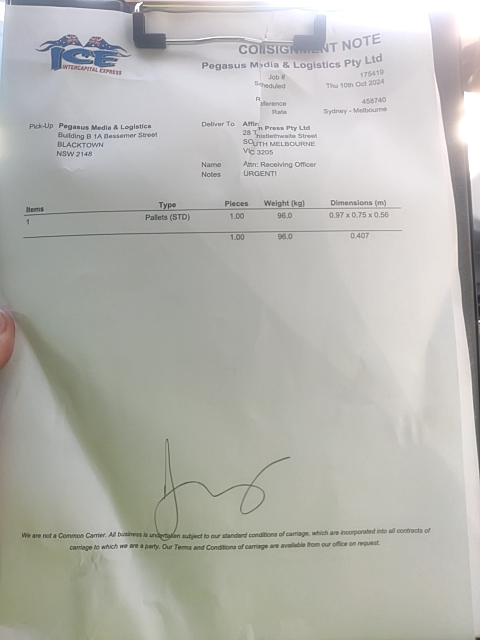 ICE
INTERCAPITAL EXPRESS
CONSIGNMENT NOTE
Pegasus Media & Logistics Pty Ltd
Job # 175419
Scheduled Thu 10th Oct 2024
Reference 458740
Rate Sydney - Melbourne
Pick-Up Pegasus Media & Logistics
Building B 1A Bessemer Street
BLACKTOWN
NSW 2148
Deliver To Affin Press Pty Ltd
28 Thistlethwaite Street
SOUTH MELBOURNE
VIC 3205
Name Attn: Receiving Officer
Notes URGENT!
Items Type Pieces Weight (kg) Dimensions (m)
1 Pallets (STD) 1.00 96.0 0.97 x 0.75 x 0.56
1.00 96.0 0.407
We are not a Common Carrier. All business is undertaken subject to our standard conditions of carriage, which are incorporated into all contracts of
carriage to which we are a party. Our Terms and Conditions of carriage are available from our office on request.